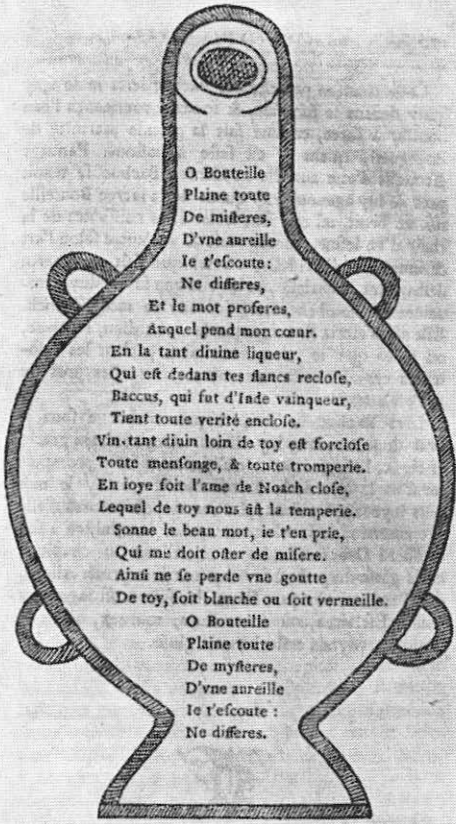 O Bouteille
Plaine toute
De miſteres,
D'vne aureille
Ie t'eſcoute:
Ne differes,
Et le mot proferes,
Auquel pend mon cœur.
En la tant diuine liqueur,
Qui eſt dedans tes flancs recloſe,
Baccus, qui fut d'Inde vainqueur,
Tient toute verité encloſe.
Vin tant diuin loin de toy eſt forcloſe
Toute menſonge, & toute tromperie.
En ioye ſoit l'ame de Noach cloſe,
Lequel de toy nous fiſt la temperie.
Sonne le beau mot, ie t'en prie,
Qui me doit oſter de miſere.
Ainſi ne ſe perde vne goutte
De toy, ſoit blanche ou ſoit vermeille.
O Bouteille
Plaine toute
De myſteres,
D'vne aureille
Ie t'eſcoute :
Ne differes.